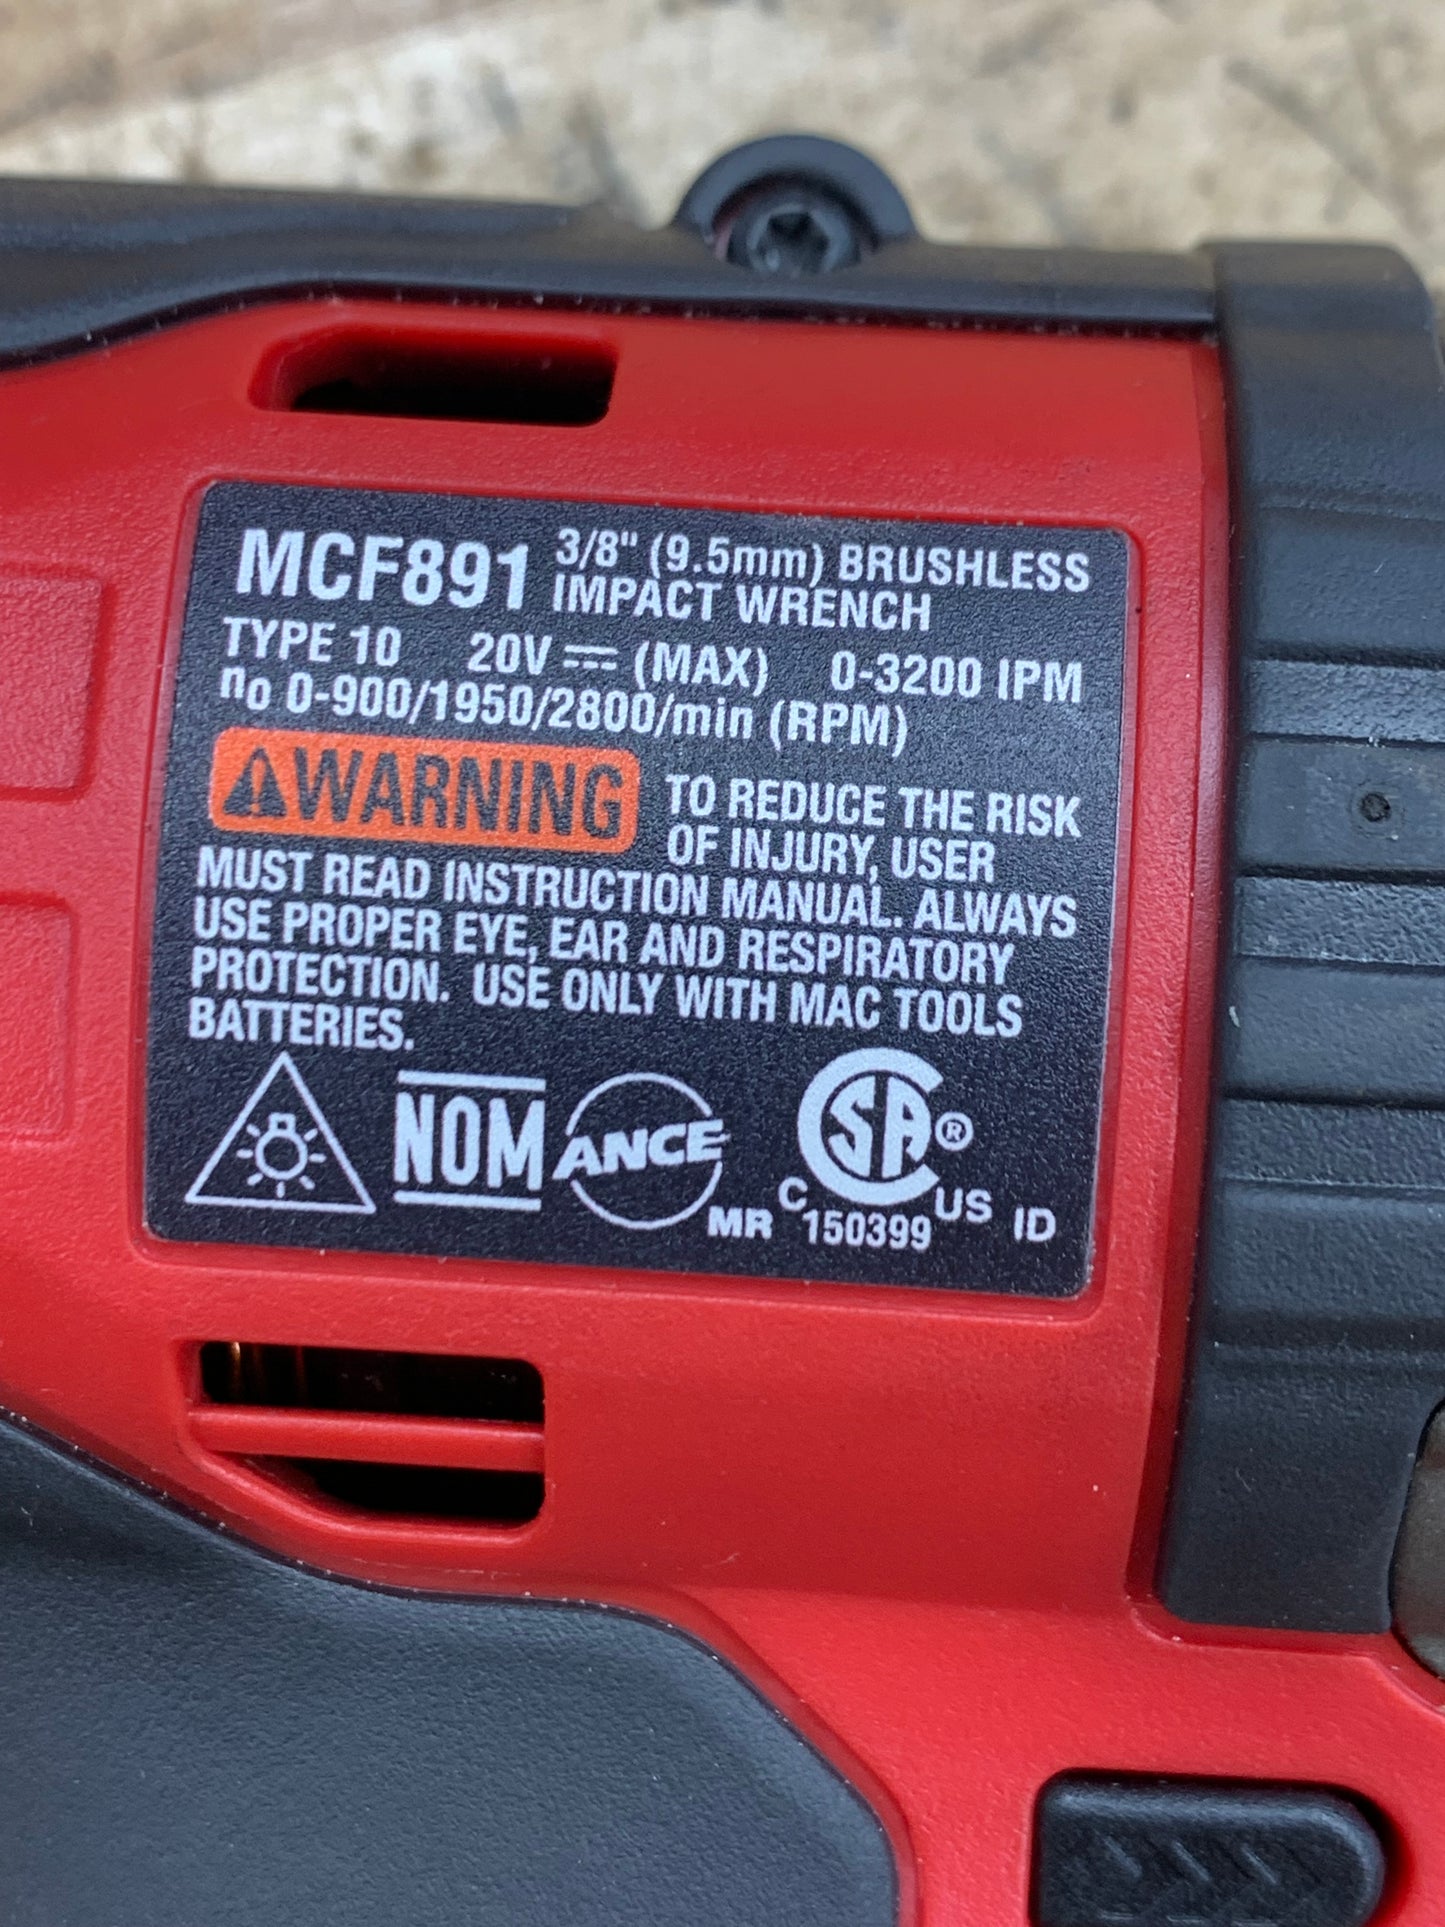 MCF891 3/8" (9.5mm) BRUSHLESS
IMPACT WRENCH
TYPE 10 20V ⎓ (MAX) 0-3200 IPM
no 0-900/1950/2800/min (RPM)
WARNING TO REDUCE THE RISK
OF INJURY, USER
MUST READ INSTRUCTION MANUAL. ALWAYS
USE PROPER EYE, EAR AND RESPIRATORY
PROTECTION. USE ONLY WITH MAC TOOLS
BATTERIES.
NOM ANCE MR C SA ® C US ID
150399